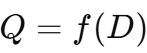 Q = f(D)